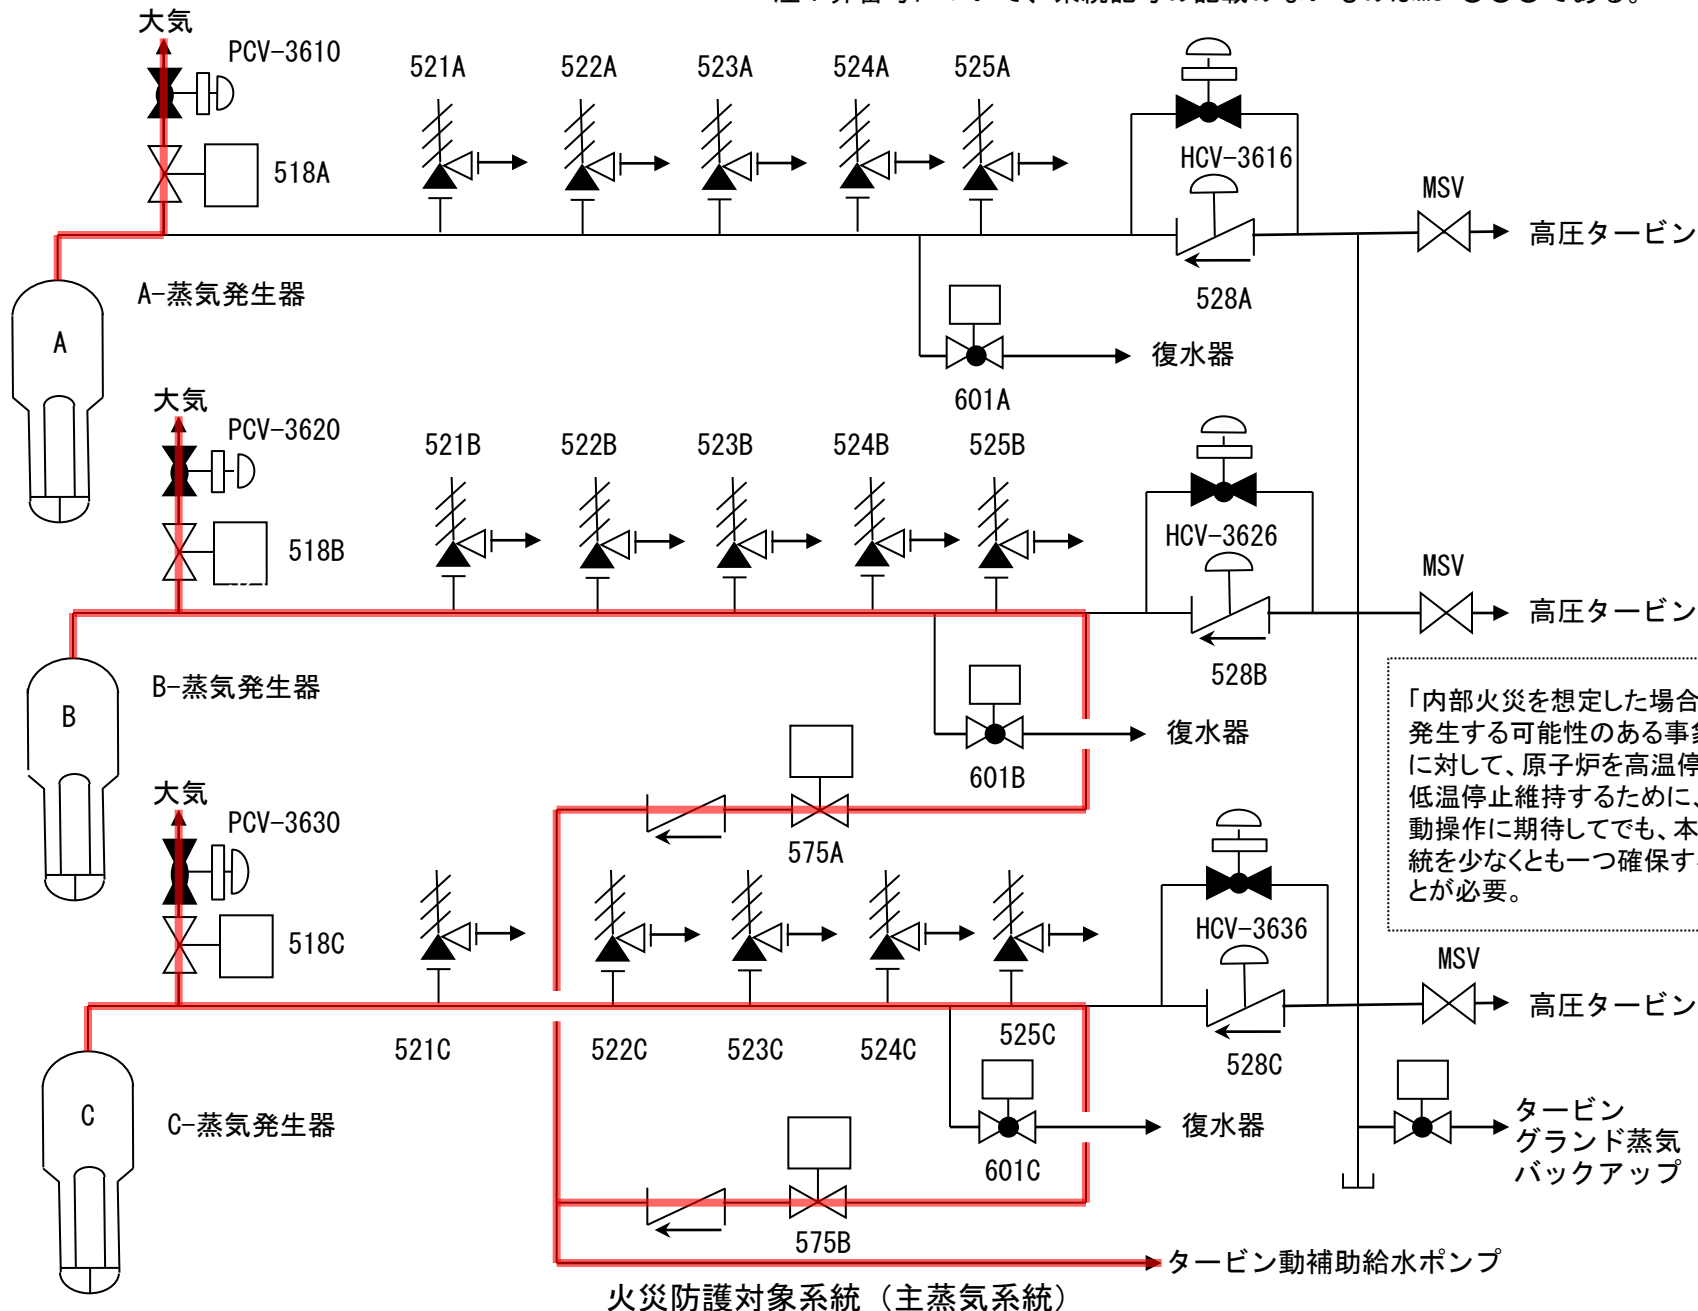 大気
PCV-3610
521A
522A
523A
524A
525A
HCV-3616
518A
MSV
高圧タービン
A-蒸気発生器
528A
A
復水器
601A
大気
PCV-3620
521B
522B
523B
524B
525B
HCV-3626
518B
MSV
高圧タービン
B-蒸気発生器
528B
B
復水器
601B
「内部火災を想定した場合
発生する可能性のある事象
に対して、原子炉を高温停
低温停止維持するために、
動操作に期待してでも、本
統を少なくとも一つ確保す
とが必要。
大気
PCV-3630
575A
HCV-3636
518C
MSV
高圧タービン
521C
522C
523C
524C
525C
528C
C
C-蒸気発生器
復水器
601C
タービン
グランド蒸気
バックアップ
575B
タービン動補助給水ポンプ
火災防護対象系統（主蒸気系統）